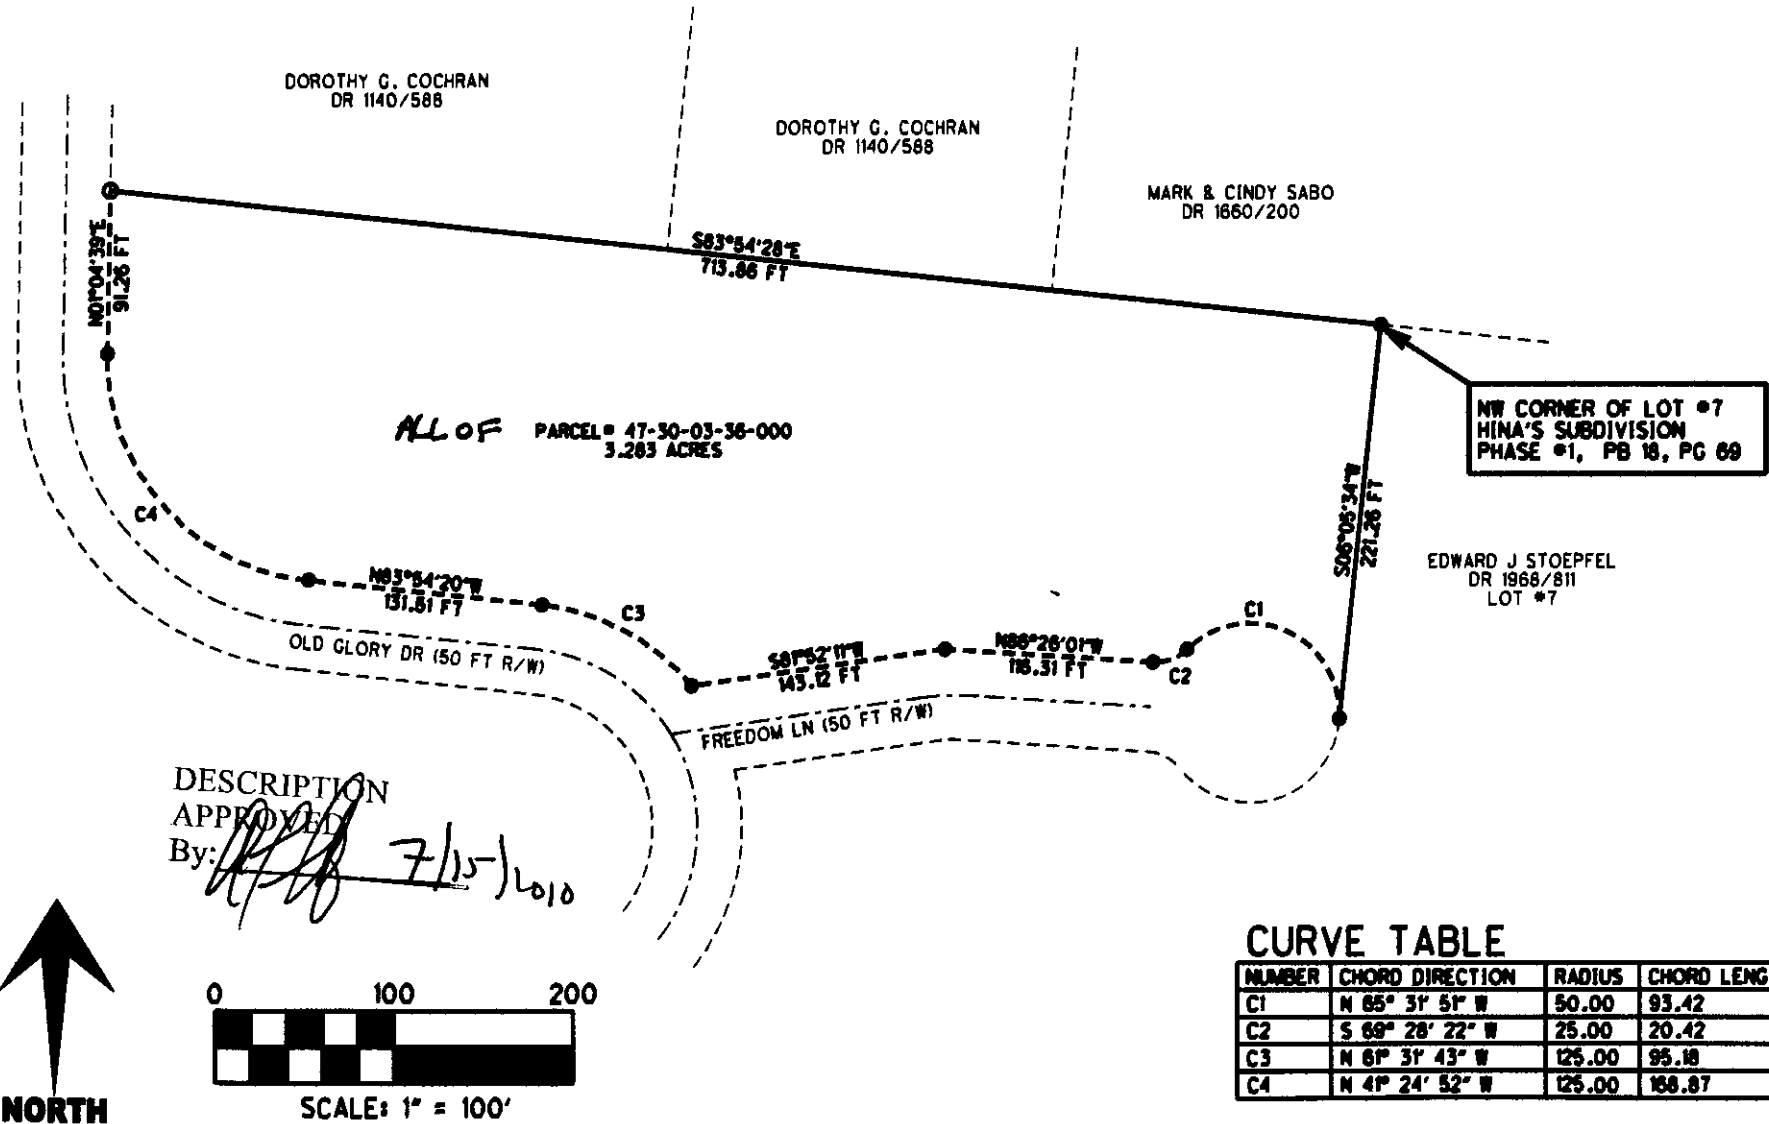 DOROTHY G. COCHRAN
DR 1140/588
DOROTHY G. COCHRAN
DR 1140/588
MARK & CINDY SABO
DR 1660/200
S83°54'28"E
713.86 FT
N01°04'39"E
91.26 FT
NW CORNER OF LOT #7
HINA'S SUBDIVISION
PHASE #1, PB 18, PG 69
ALL OF PARCEL# 47-30-03-36-000
3.283 ACRES
S06°05'34"W
221.26 FT
EDWARD J STOEPFEL
DR 1968/811
LOT #7
C4
N83°54'20"W
131.51 FT
C3
C1
S81°52'11"W
143.12 FT
N86°26'01"W
116.31 FT
C2
OLD GLORY DR (50 FT R/W)
FREEDOM LN (50 FT R/W)
DESCRIPTION
APPROVED
By: 7/15/2010
CURVE TABLE
NUMBER CHORD DIRECTION RADIUS CHORD LENG
C1 N 65° 31' 51" W 50.00 93.42
C2 S 69° 28' 22" W 25.00 20.42
C3 N 61° 31' 43" W 125.00 95.18
C4 N 41° 24' 52" W 125.00 168.87
0 100 200
SCALE: 1" = 100'
NORTH